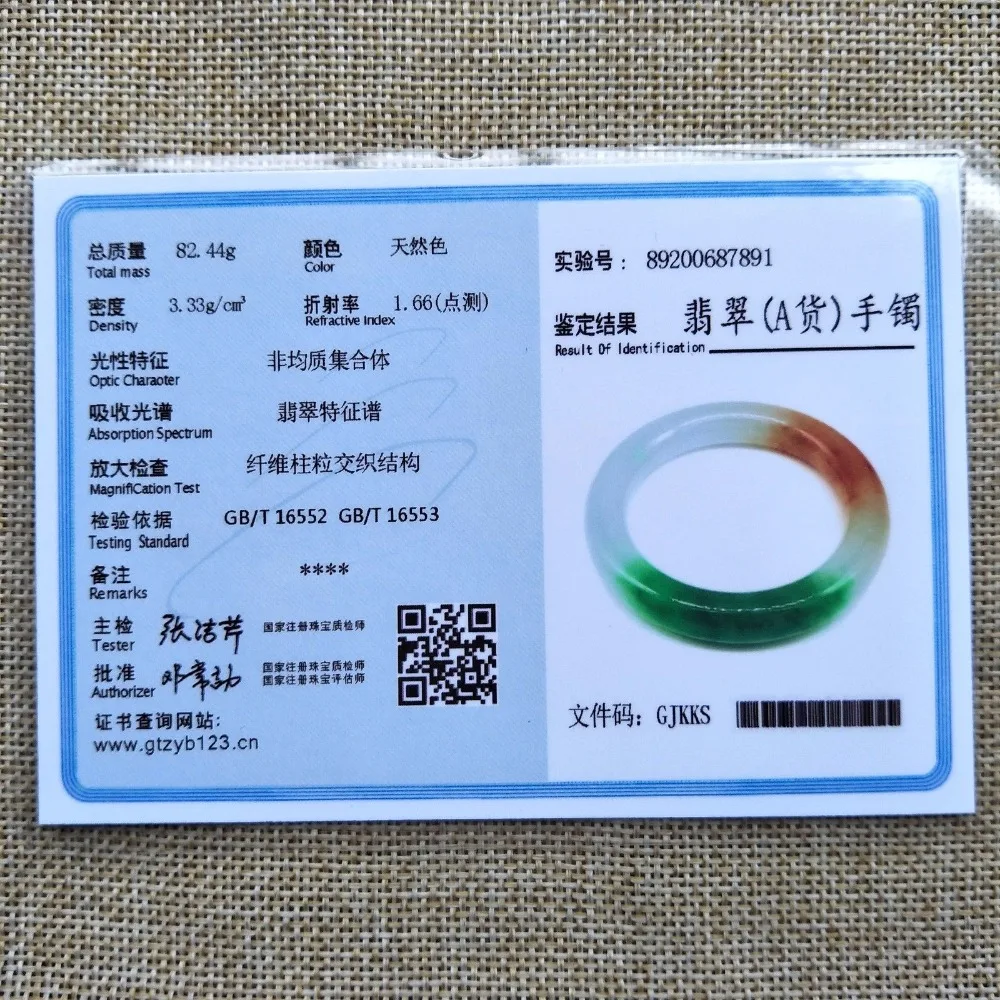 总质量 82.44g 颜色 天然色
Total mass Color
密度 3.33g/cm³ 折射率 1.66(点测)
Density Refractive Index
光性特征 非均质集合体
Optic Charaoter
吸收光谱 翡翠特征谱
Absorption Spectrum
放大检查 纤维柱粒交织结构
MagnifiCation Test
检验依据 GB/T 16552 GB/T 16553
Testing Standard
备注 ****
Remarks
主检 张洁芹 国家注册珠宝质检师
Tester
批准 邓常劼 国家注册珠宝质检师
Authorizer 国家注册珠宝评估师
证书查询网站：
www.gtzyb123.cn
实验号： 89200687891
鉴定结果 翡翠(A货)手镯
Result Of Identification
文件码: GJKKS